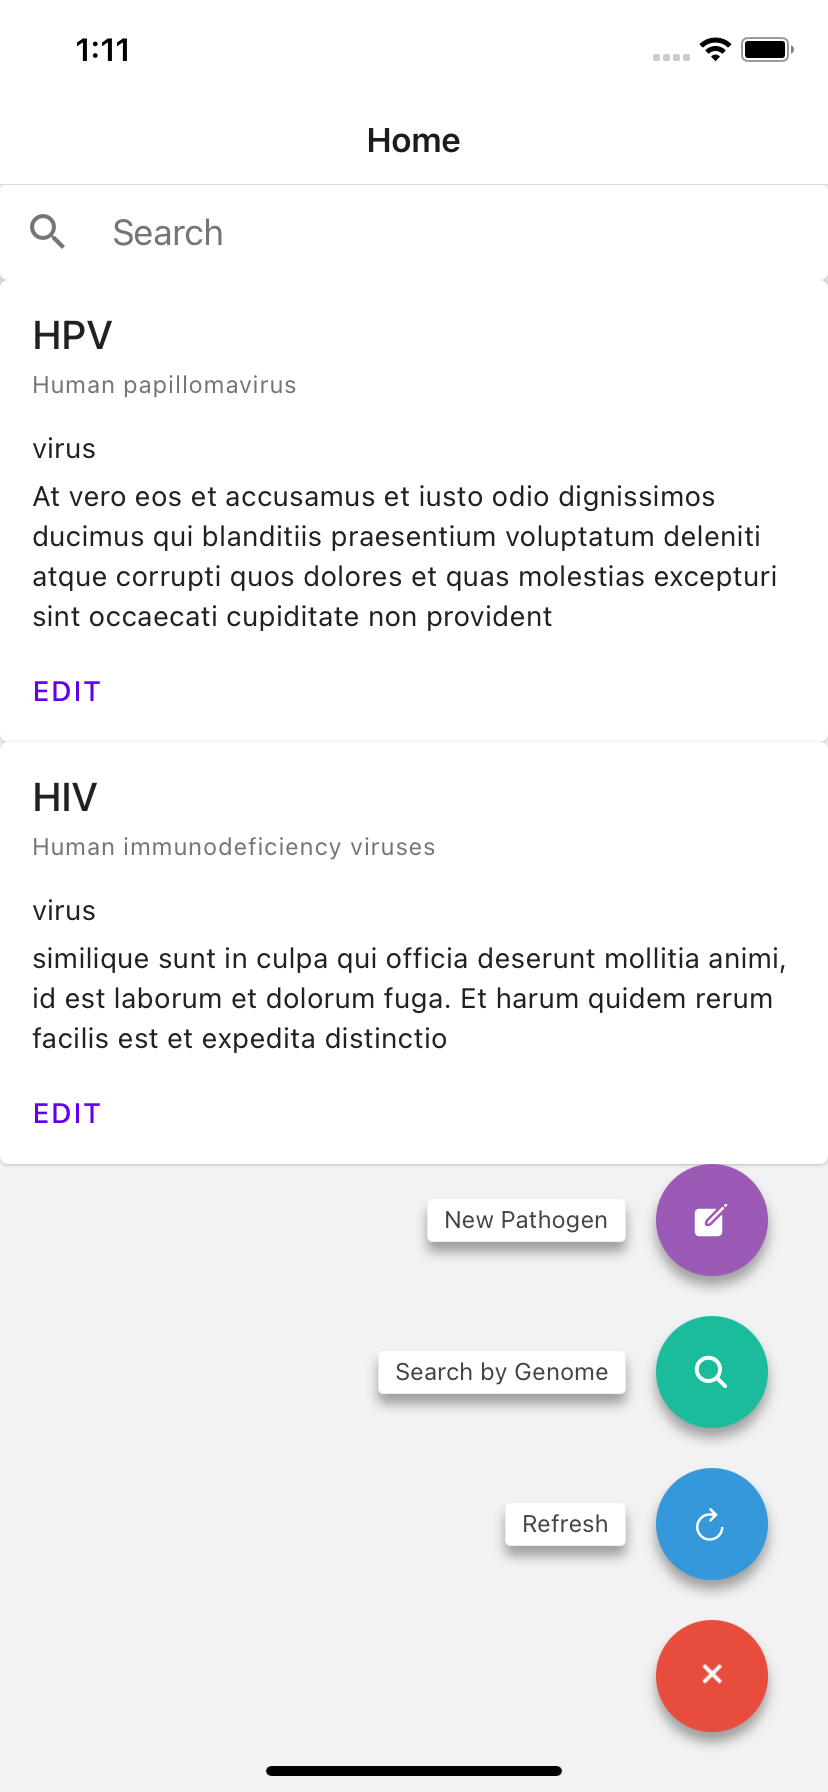 1:11
Home
Search
HPV
Human papillomavirus
virus
At vero eos et accusamus et iusto odio dignissimos
ducimus qui blanditiis praesentium voluptatum deleniti
atque corrupti quos dolores et quas molestias excepturi
sint occaecati cupiditate non provident
EDIT
HIV
Human immunodeficiency viruses
virus
similique sunt in culpa qui officia deserunt mollitia animi,
id est laborum et dolorum fuga. Et harum quidem rerum
facilis est et expedita distinctio
EDIT
New Pathogen
Search by Genome
Refresh